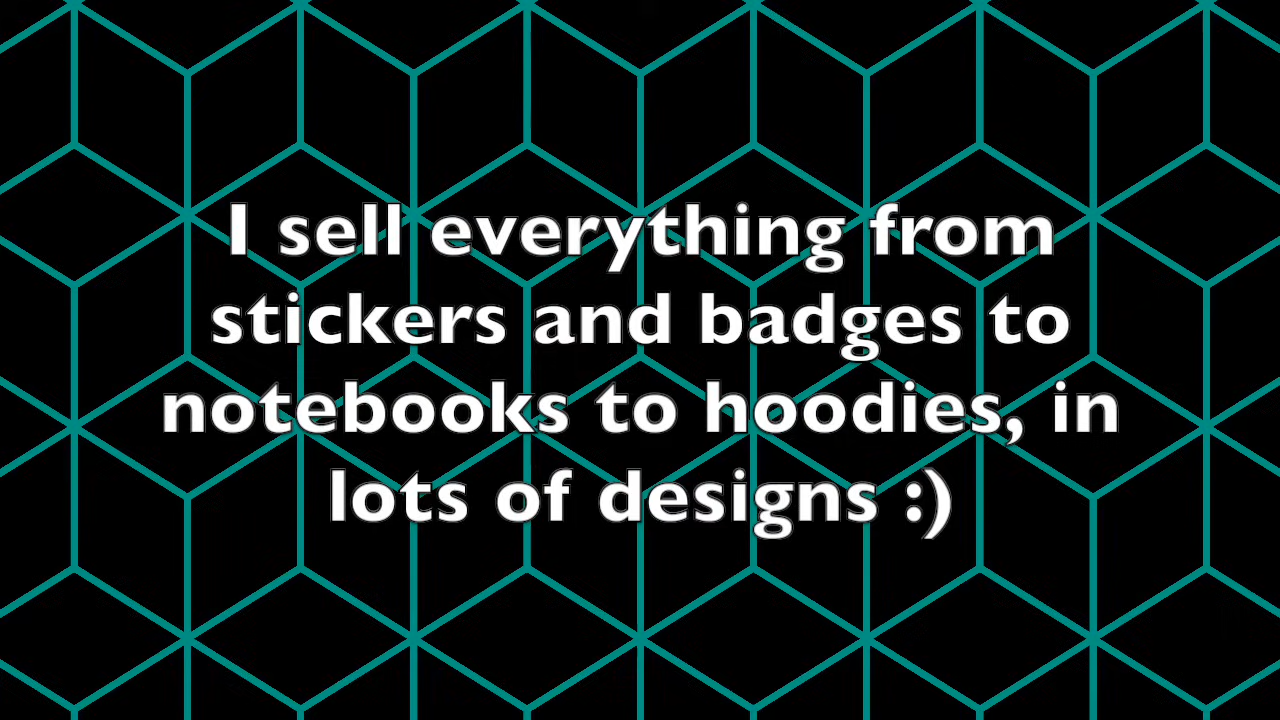 I sell everything from
stickers and badges to
notebooks to hoodies, in
lots of designs :)